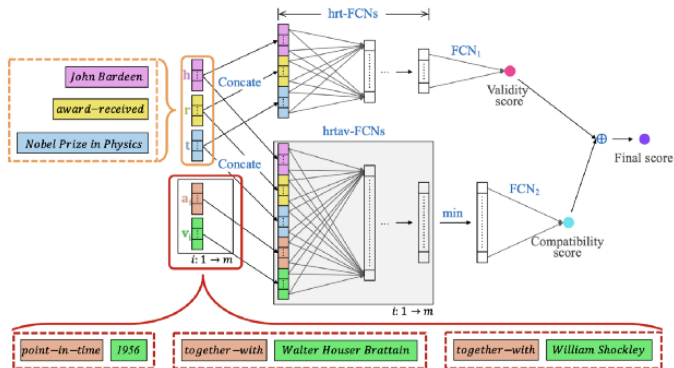 hrt-FCNs
John Bardeen
award−received
Nobel Prize in Physics
h
r
t
Concate
FCN₁
Validity
score
hrtav-FCNs
Concate
aᵢ
vᵢ
i: 1 → m
min
FCN₂
Compatibility
score
⊕
Final score
i: 1 → m
point−in−time
1956
together−with
Walter Houser Brattain
together−with
William Shockley